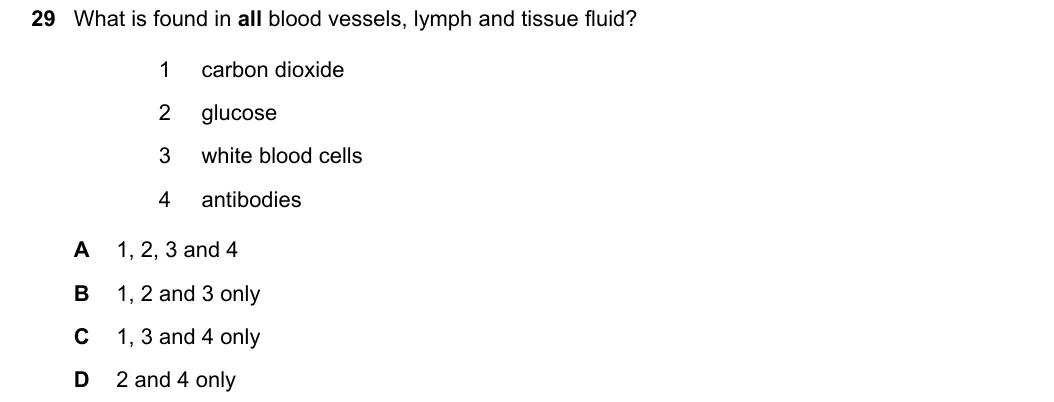 29 What is found in all blood vessels, lymph and tissue fluid?
1 carbon dioxide
2 glucose
3 white blood cells
4 antibodies
A 1, 2, 3 and 4
B 1, 2 and 3 only
C 1, 3 and 4 only
D 2 and 4 only